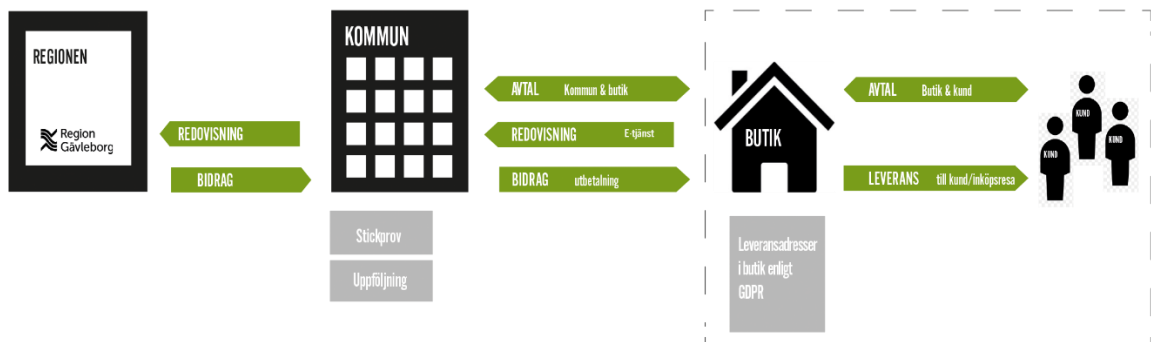 REGIONEN
Region
Gävleborg
REDOVISNING
BIDRAG
KOMMUN
Stickprov
Uppföljning
AVTAL Kommun & butik
REDOVISNING E-tjänst
BIDRAG utbetalning
BUTIK
Leveransadresser
i butik enligt
GDPR
AVTAL Butik & kund
LEVERANS till kund/inköpsresa
KUND
KUND
KUND